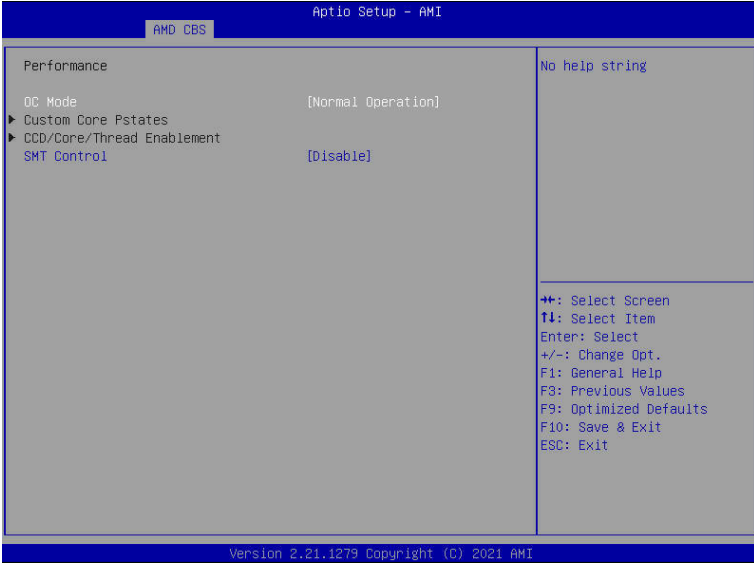 Aptio Setup – AMI
AMD CBS
Performance
OC Mode [Normal Operation]
▶ Custom Core Pstates
▶ CCD/Core/Thread Enablement
SMT Control [Disable]
No help string
→←: Select Screen
↑↓: Select Item
Enter: Select
+/-: Change Opt.
F1: General Help
F3: Previous Values
F9: Optimized Defaults
F10: Save & Exit
ESC: Exit
Version 2.21.1279 Copyright (C) 2021 AMI